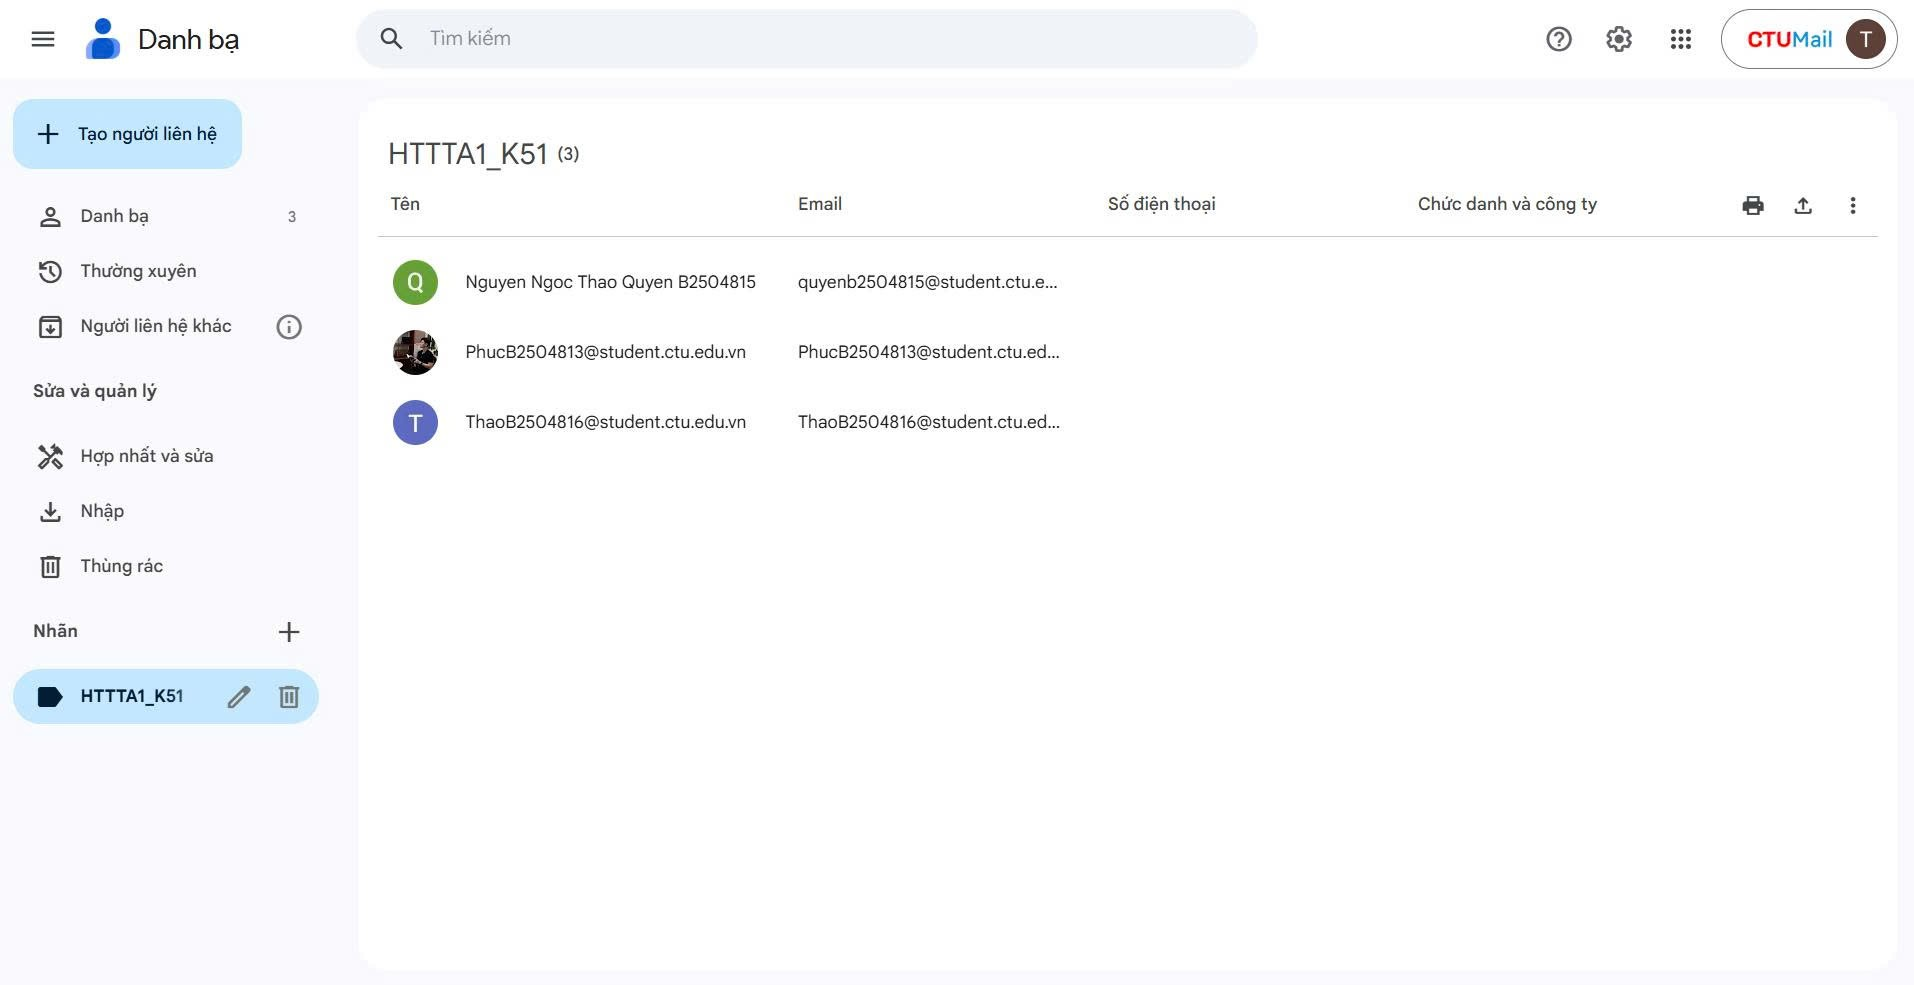 Danh bạ
Tìm kiếm
CTUMail T
Tạo người liên hệ
Danh bạ 3
Thường xuyên
Người liên hệ khác
Sửa và quản lý
Hợp nhất và sửa
Nhập
Thùng rác
Nhãn
HTTTA1_K51
HTTTA1_K51 (3)
Tên Email Số điện thoại Chức danh và công ty
Q Nguyen Ngoc Thao Quyen B2504815 quyenb2504815@student.ctu.e...
PhucB2504813@student.ctu.edu.vn PhucB2504813@student.ctu.ed...
T ThaoB2504816@student.ctu.edu.vn ThaoB2504816@student.ctu.ed...